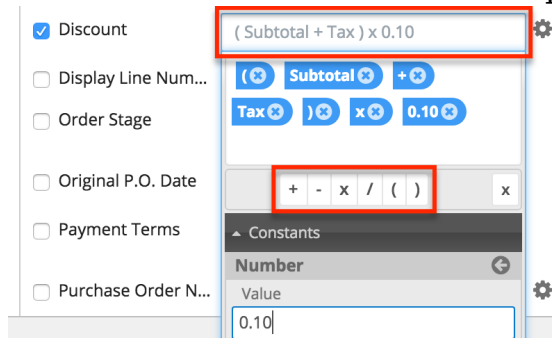 Discount
( Subtotal + Tax ) x 0.10
Display Line Num...
( Subtotal +
Order Stage
Tax ) x 0.10
Original P.O. Date
+ - x / ( ) x
Payment Terms
Constants
Number
Purchase Order N...
Value
0.10